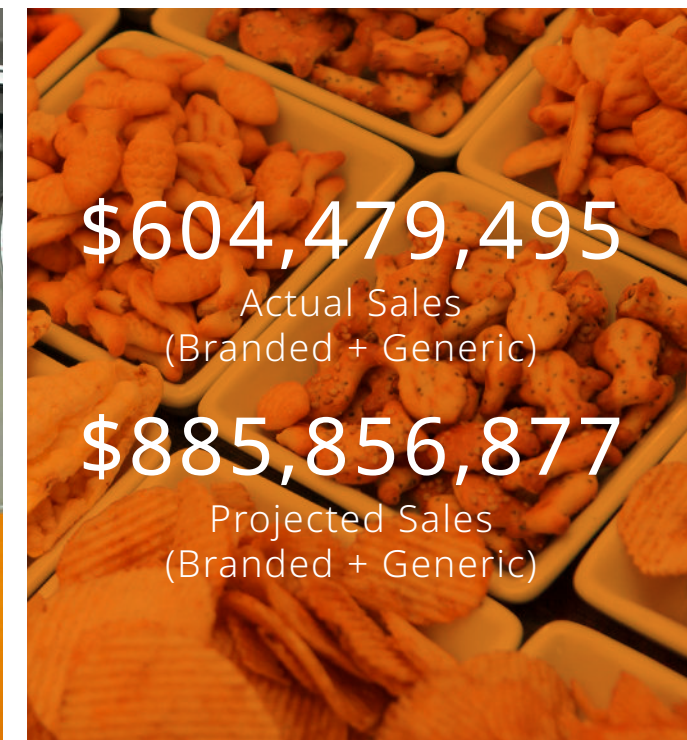 $604,479,495
Actual Sales
(Branded + Generic)
$885,856,877
Projected Sales
(Branded + Generic)